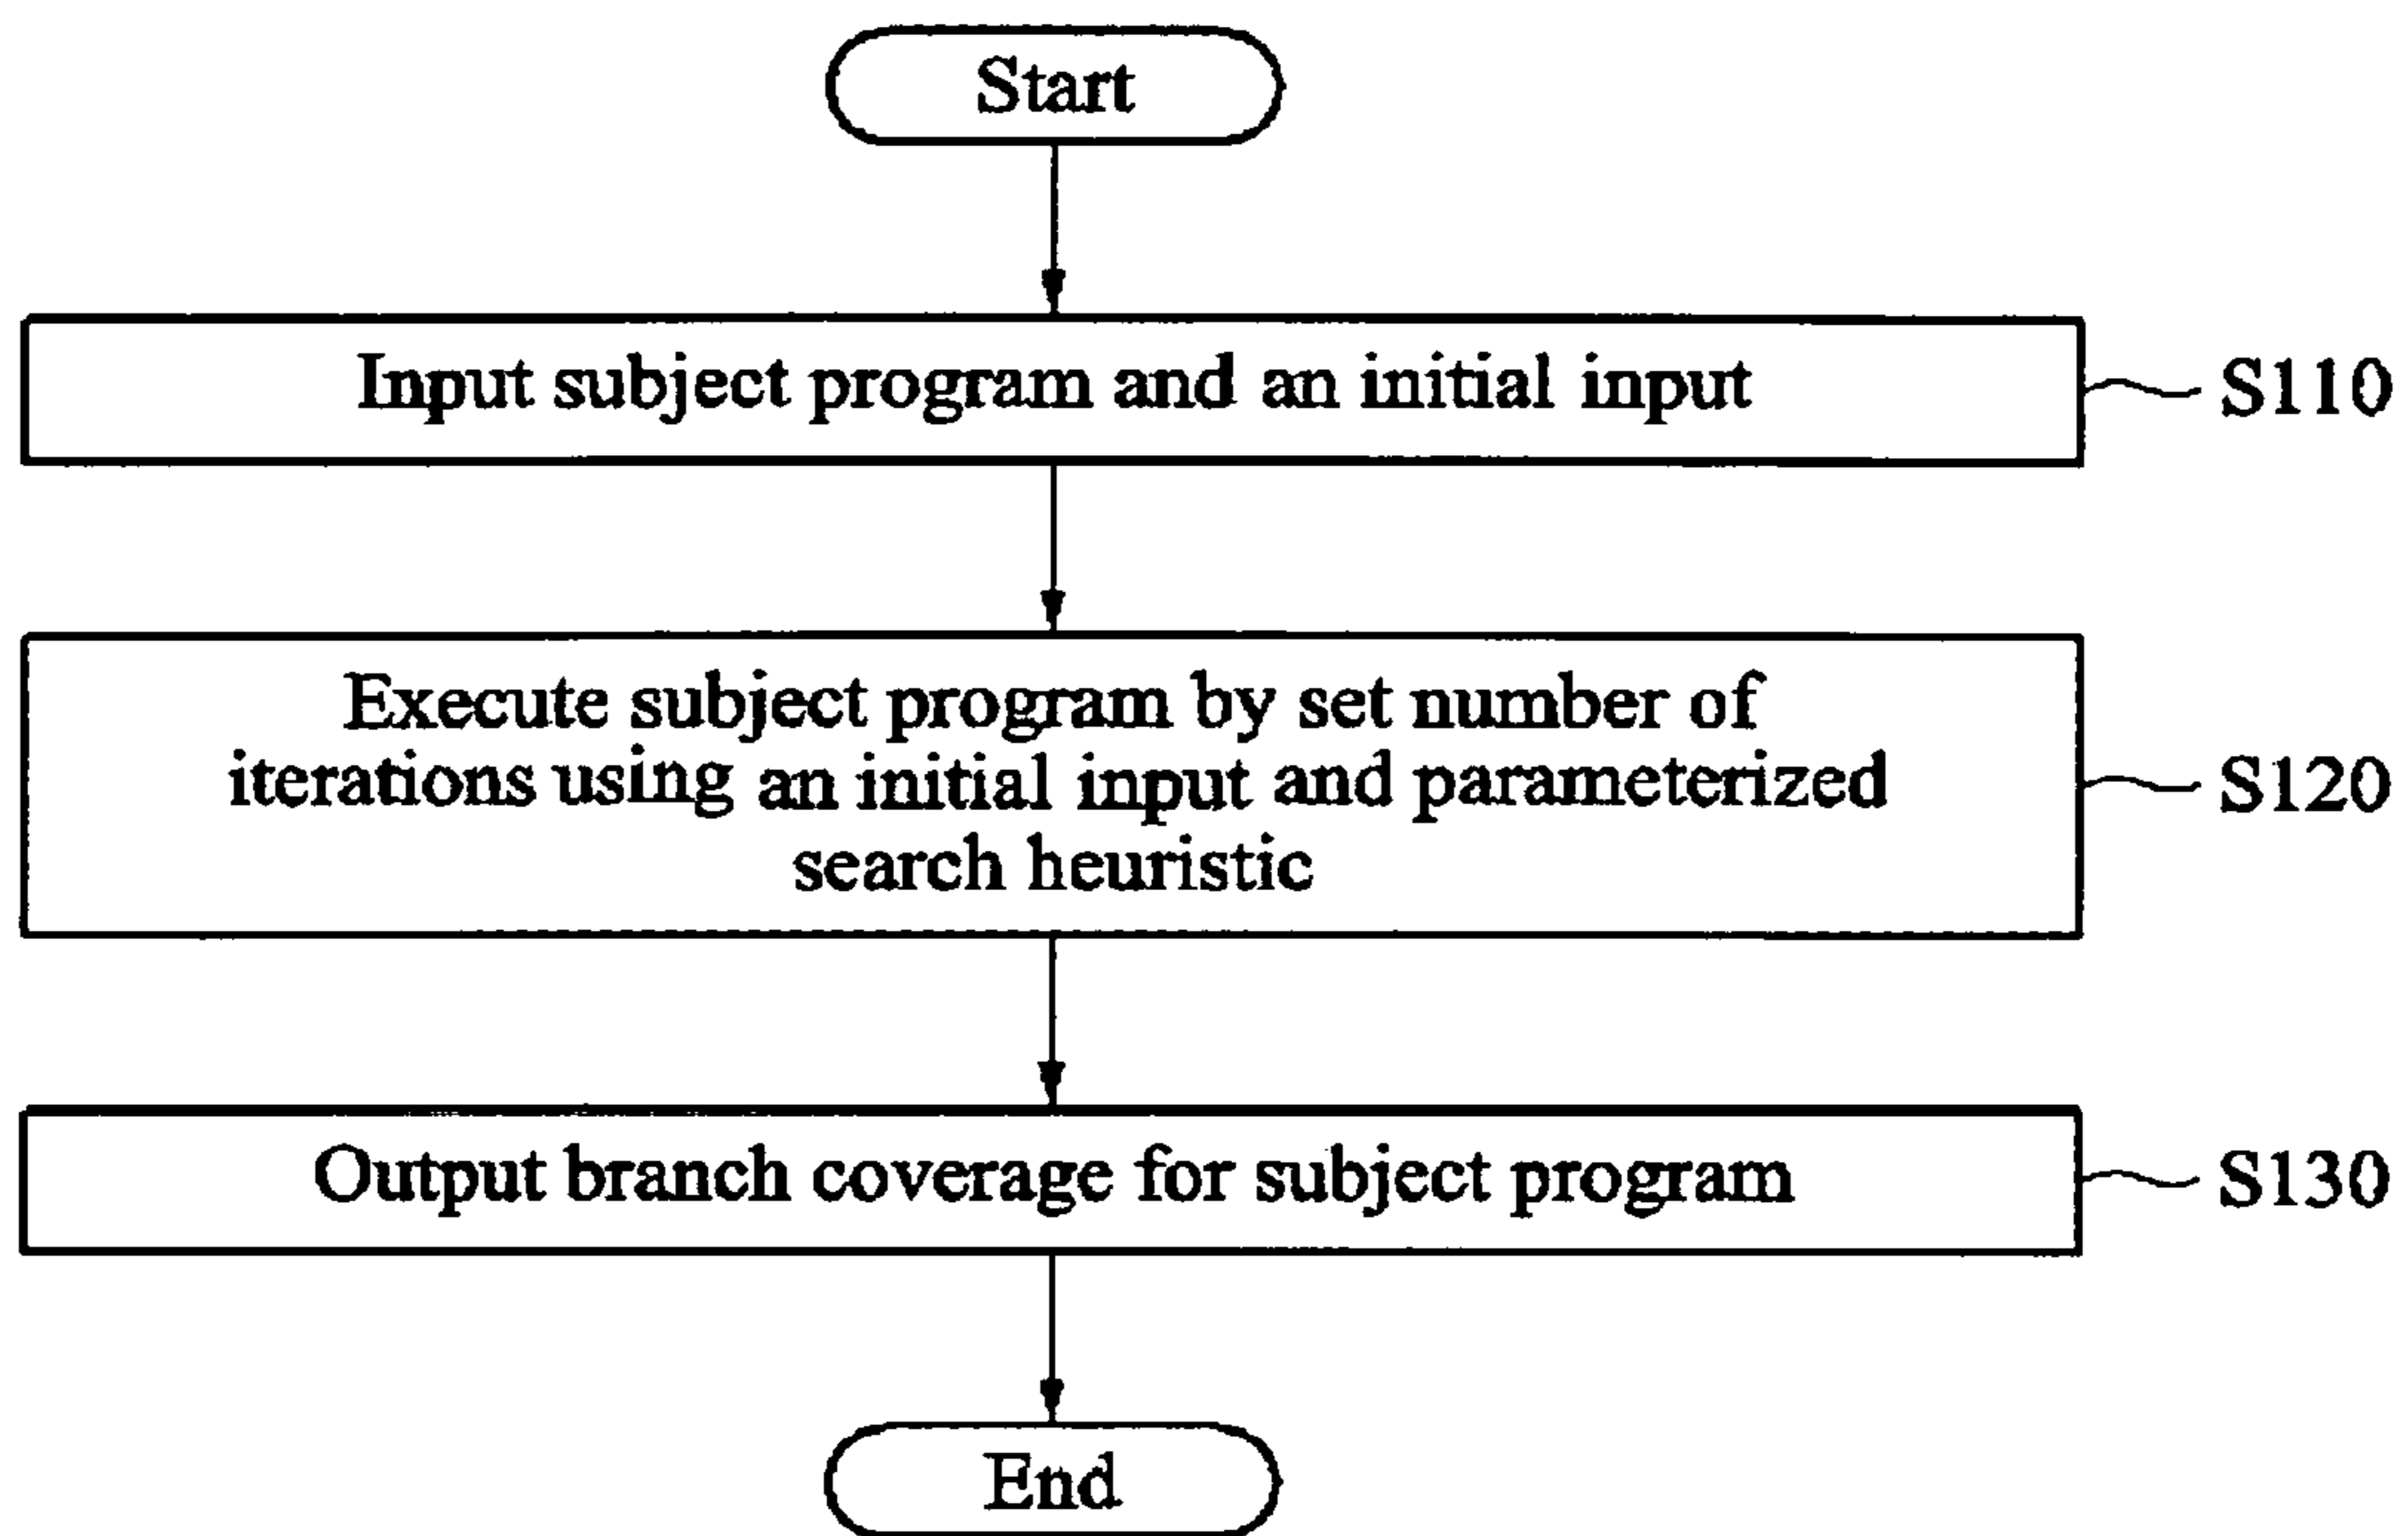 Start
Input subject program and an initial input
S110
Execute subject program by set number of
iterations using an initial input and parameterized
search heuristic
S120
Output branch coverage for subject program
S130
End